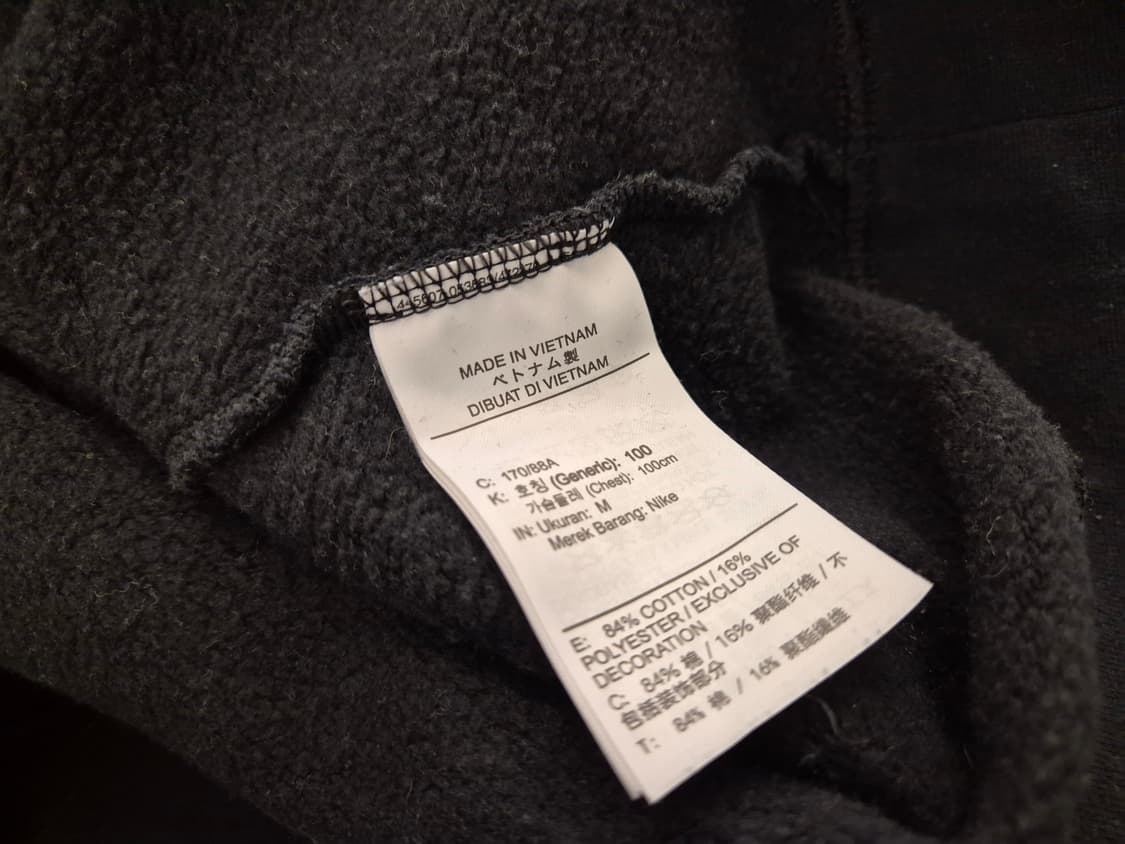 MADE IN VIETNAM
ベトナム製
DIBUAT DI VIETNAM
C: 170/88A
K: 호칭 (Generic): 100
가슴둘레 (Chest): 100cm
IN: Ukuran: M
Merek Barang: Nike
E: 84% COTTON / 16%
POLYESTER / EXCLUSIVE OF
DECORATION
C: 84% 棉 / 16% 聚酯纤维 / 不
包括装饰部分
T: 84% 棉 / 16% 聚酯纖維